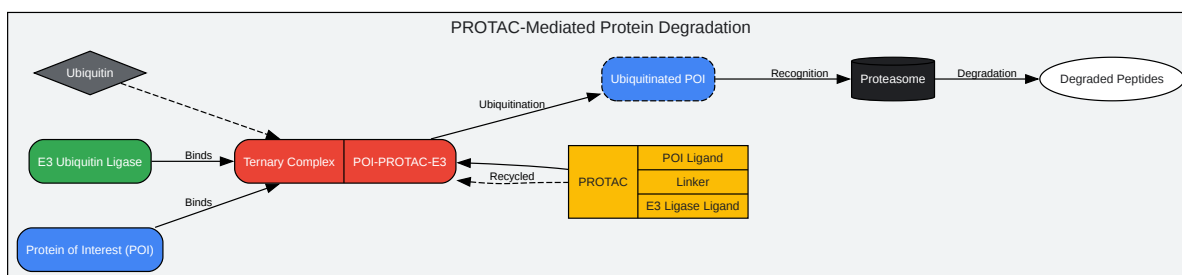 PROTAC-Mediated Protein Degradation
Ubiquitin
Ubiquitinated POI
Recognition
Proteasome
Degradation
Degraded Peptides
Ubiquitination
E3 Ubiquitin Ligase
Binds
Ternary Complex
POI-PROTAC-E3
Recycled
PROTAC
POI Ligand
Linker
E3 Ligase Ligand
Binds
Protein of Interest (POI)